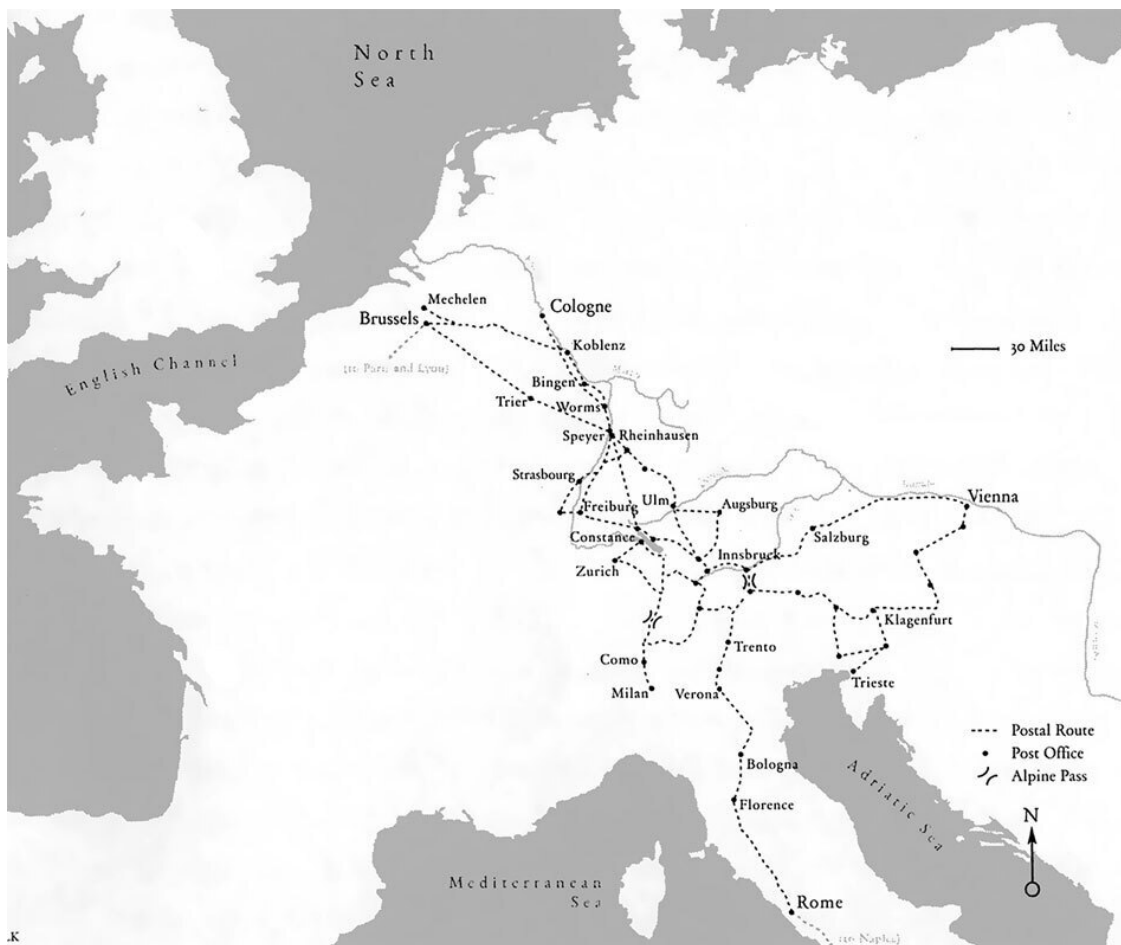 North
Sea
Mechelen
Brussels
Cologne
English Channel
(to Paris and Lyon)
Koblenz
30 Miles
Bingen
Trier
Worms
Speyer
Rheinhausen
Strasbourg
Ulm
Augsburg
Vienna
Freiburg
Salzburg
Constance
Innsbruck
Zurich
Klagenfurt
Trento
Como
Milan
Verona
Trieste
Postal Route
Post Office
Alpine Pass
Bologna
Adriatic Sea
Florence
N
Mediterranean
Sea
Rome
(to Naples)
.K